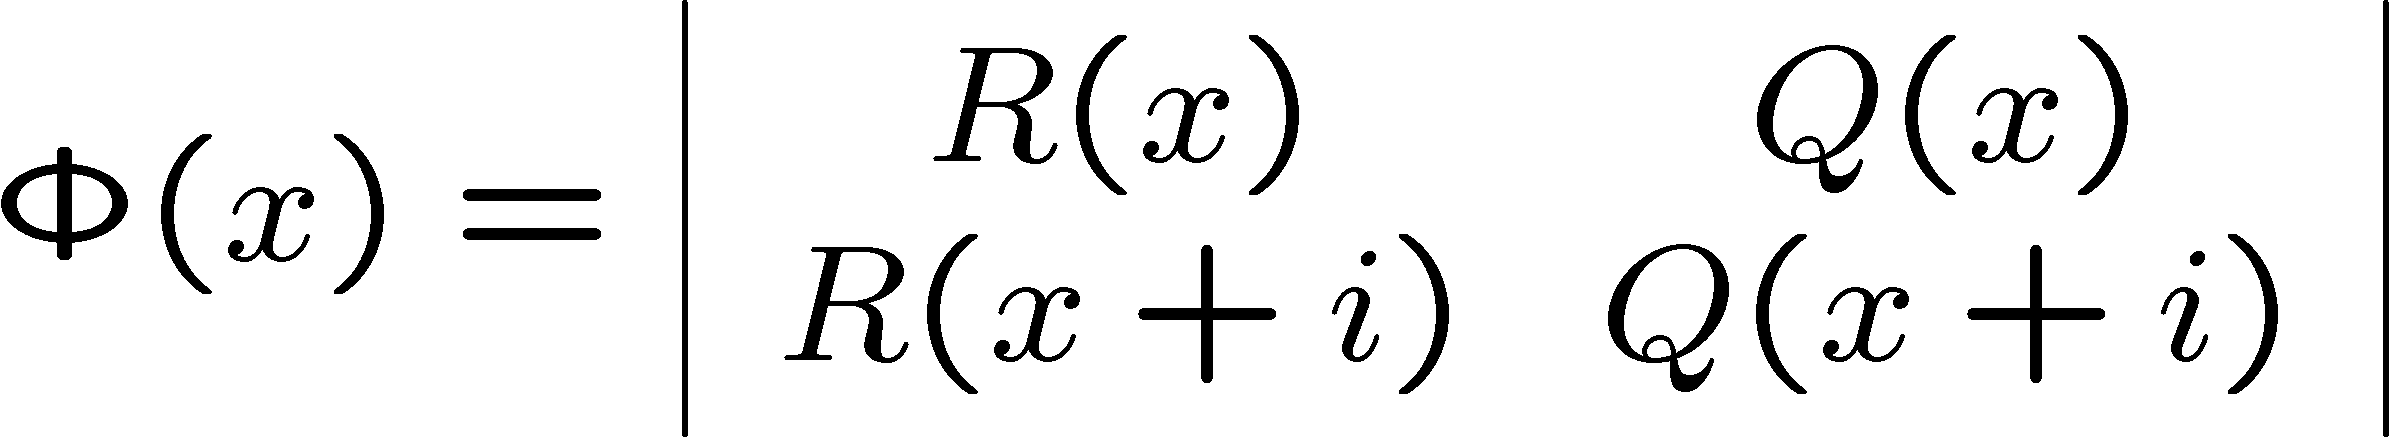 Φ(x) = | R(x) Q(x) |
| R(x + i) Q(x + i) |